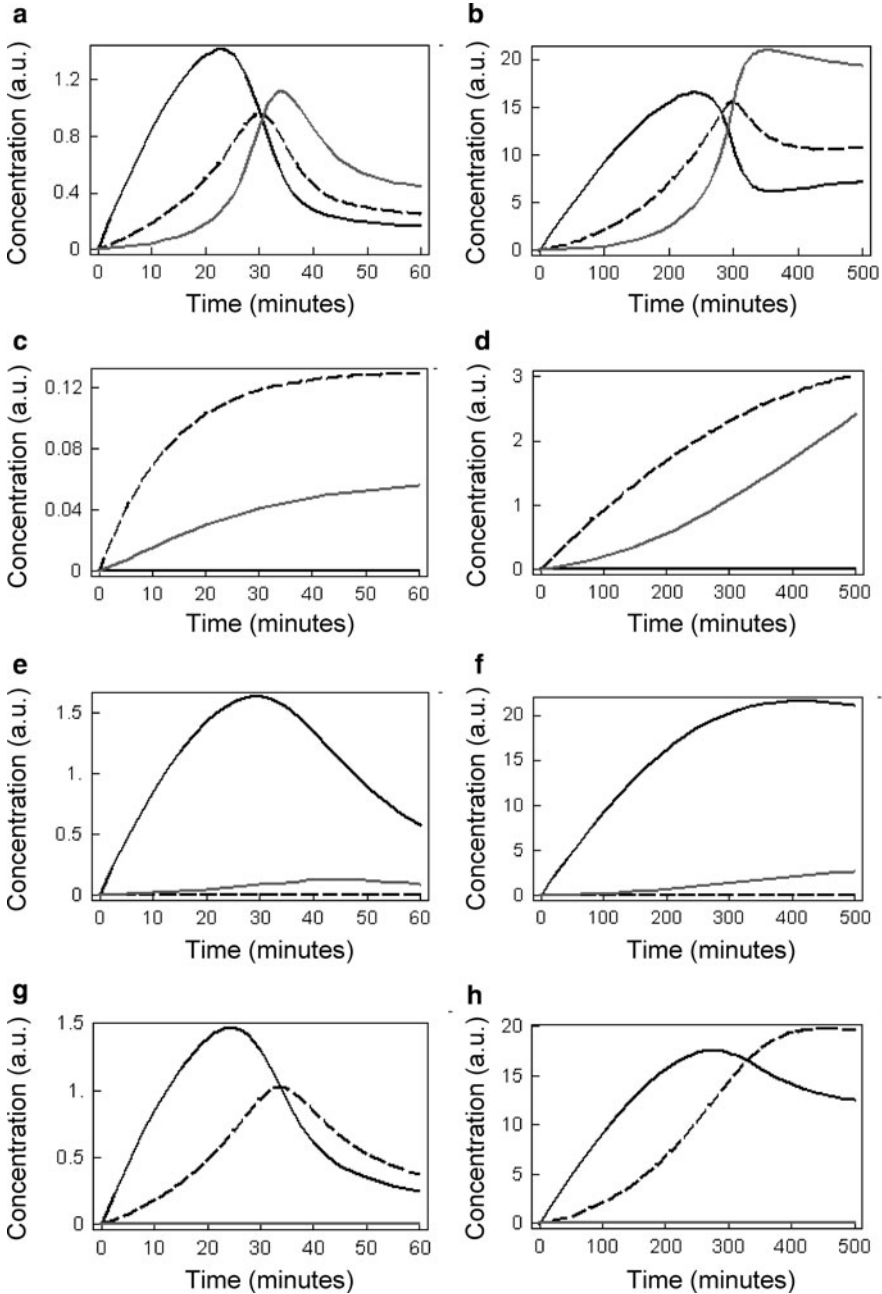 a
Concentration (a.u.)
1.2
0.8
0.4
0
0 10 20 30 40 50 60
Time (minutes)
b
Concentration (a.u.)
20
15
10
5
0
0 100 200 300 400 500
Time (minutes)
c
Concentration (a.u.)
0.12
0.08
0.04
0
0 10 20 30 40 50 60
Time (minutes)
d
Concentration (a.u.)
3
2
1
0
0 100 200 300 400 500
Time (minutes)
e
Concentration (a.u.)
1.5
1.
0.5
0
0 10 20 30 40 50 60
Time (minutes)
f
Concentration (a.u.)
20
15
10
5
0
0 100 200 300 400 500
Time (minutes)
g
Concentration (a.u.)
1.5
1.
0.5
0
0 10 20 30 40 50 60
Time (minutes)
h
Concentration (a.u.)
20
15
10
5
0
0 100 200 300 400 500
Time (minutes)